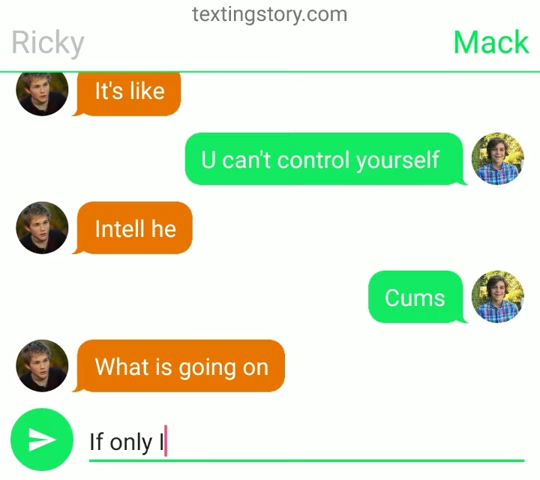 textingstory.com
Ricky
Mack
It's like
U can't control yourself
Intell he
Cums
What is going on
If only I